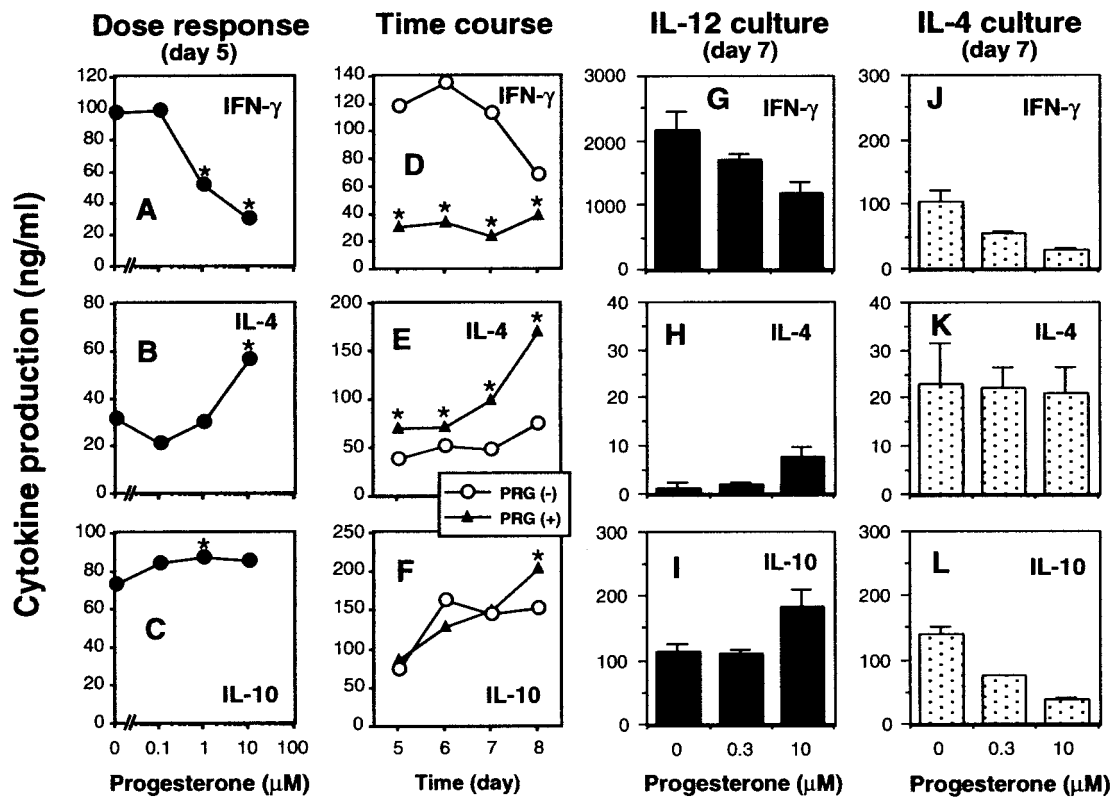 Dose response
(day 5)
Time course
IL-12 culture
(day 7)
IL-4 culture
(day 7)
Cytokine production (ng/ml)
120
100
80
60
40
20
0
IFN-γ
A
*
*
140
120
100
80
60
40
20
0
IFN-γ
D
* * * *
3000
2000
1000
0
G
IFN-γ
300
200
100
0
J
IFN-γ
80
60
40
20
0
B
IL-4
*
200
150
100
50
0
E
IL-4
* * * *
PRG (-)
PRG (+)
40
30
20
10
0
H
IL-4
40
30
20
10
0
K
IL-4
100
80
60
40
20
0
C
IL-10
*
0 0.1 1 10 100
Progesterone (μM)
250
200
150
100
50
0
F
IL-10
*
5 6 7 8
Time (day)
300
200
100
0
I
IL-10
0 0.3 10
Progesterone (μM)
300
200
100
0
L
IL-10
0 0.3 10
Progesterone (μM)